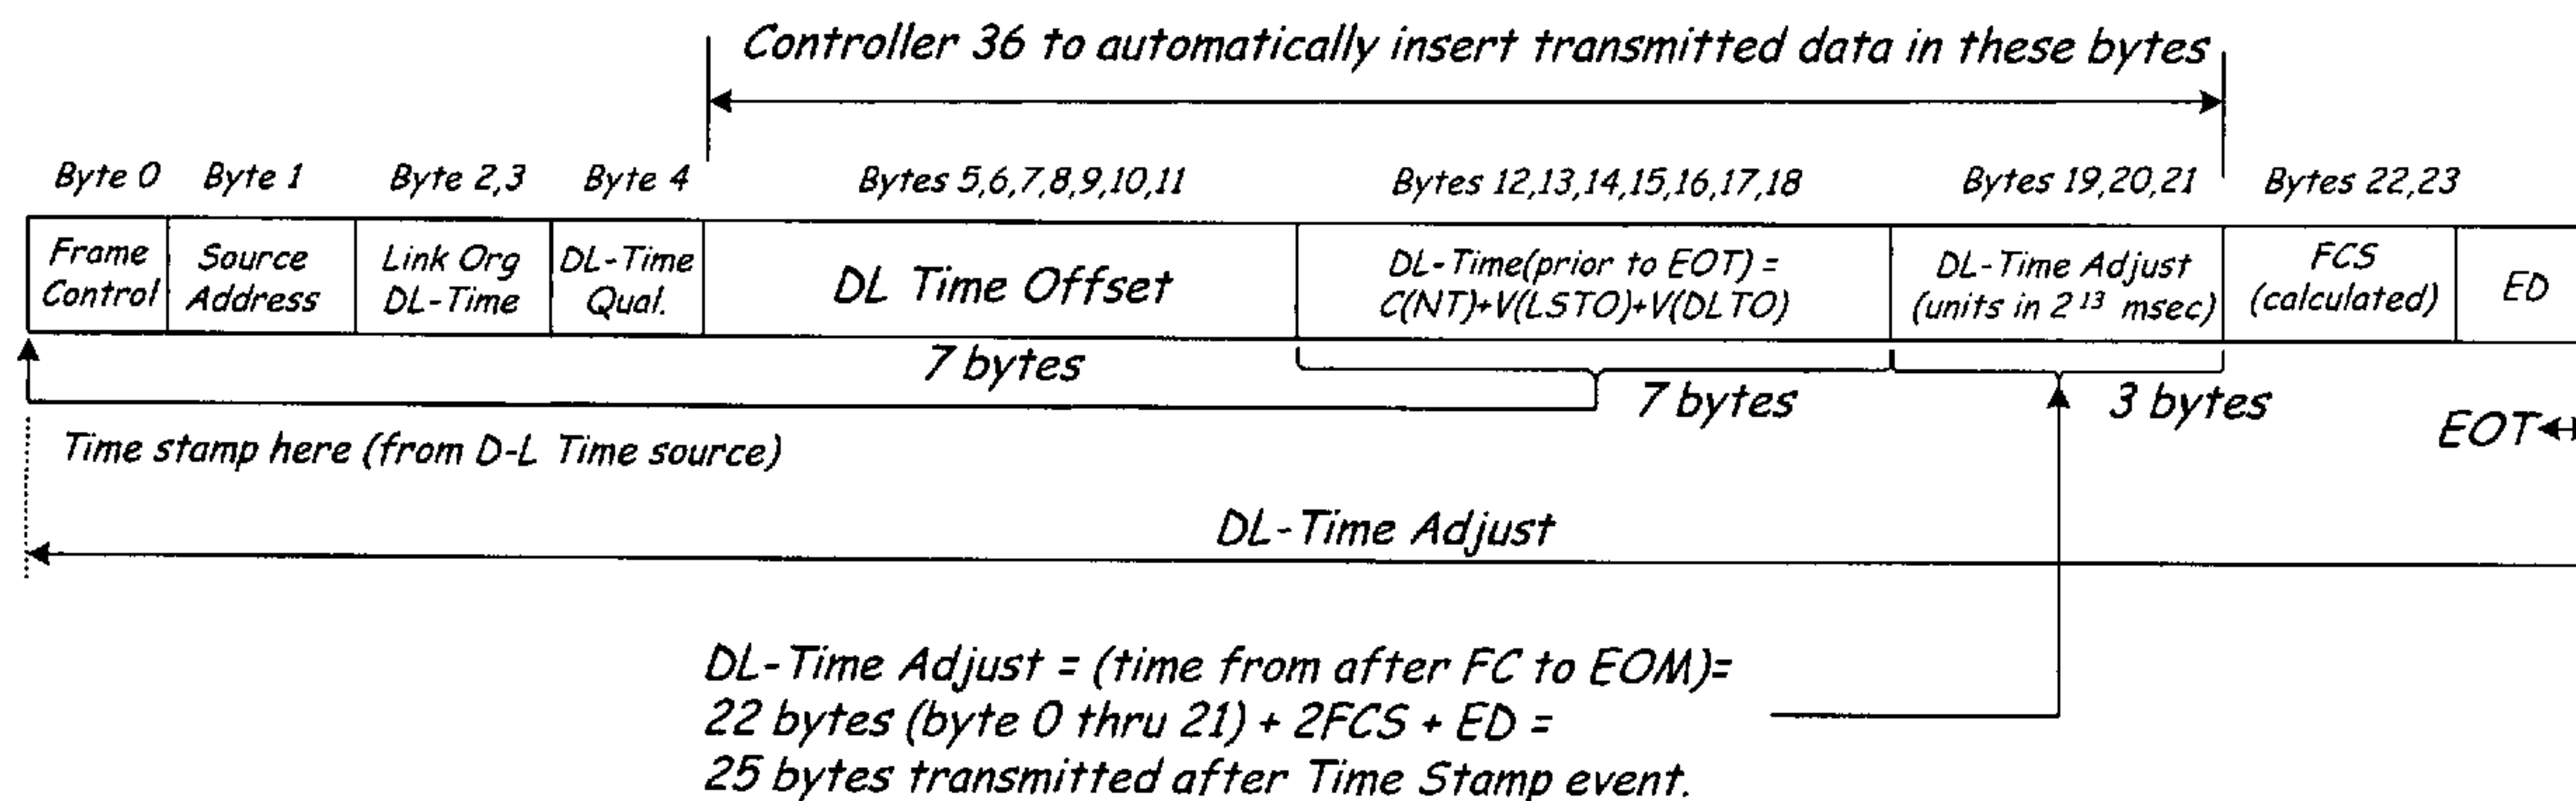 Controller 36 to automatically insert transmitted data in these bytes
Byte 0 Byte 1 Byte 2,3 Byte 4 Bytes 5,6,7,8,9,10,11 Bytes 12,13,14,15,16,17,18 Bytes 19,20,21 Bytes 22,23
Frame
Control
Source
Address
Link Org
DL-Time
DL-Time
Qual.
DL Time Offset
DL-Time(prior to EOT) =
C(NT)+V(LSTO)+V(DLTO)
DL-Time Adjust
(units in 2¹³ msec)
FCS
(calculated)
ED
7 bytes
7 bytes
3 bytes
EOT
Time stamp here (from D-L Time source)
DL-Time Adjust
DL-Time Adjust = (time from after FC to EOM)=
22 bytes (byte 0 thru 21) + 2FCS + ED =
25 bytes transmitted after Time Stamp event.